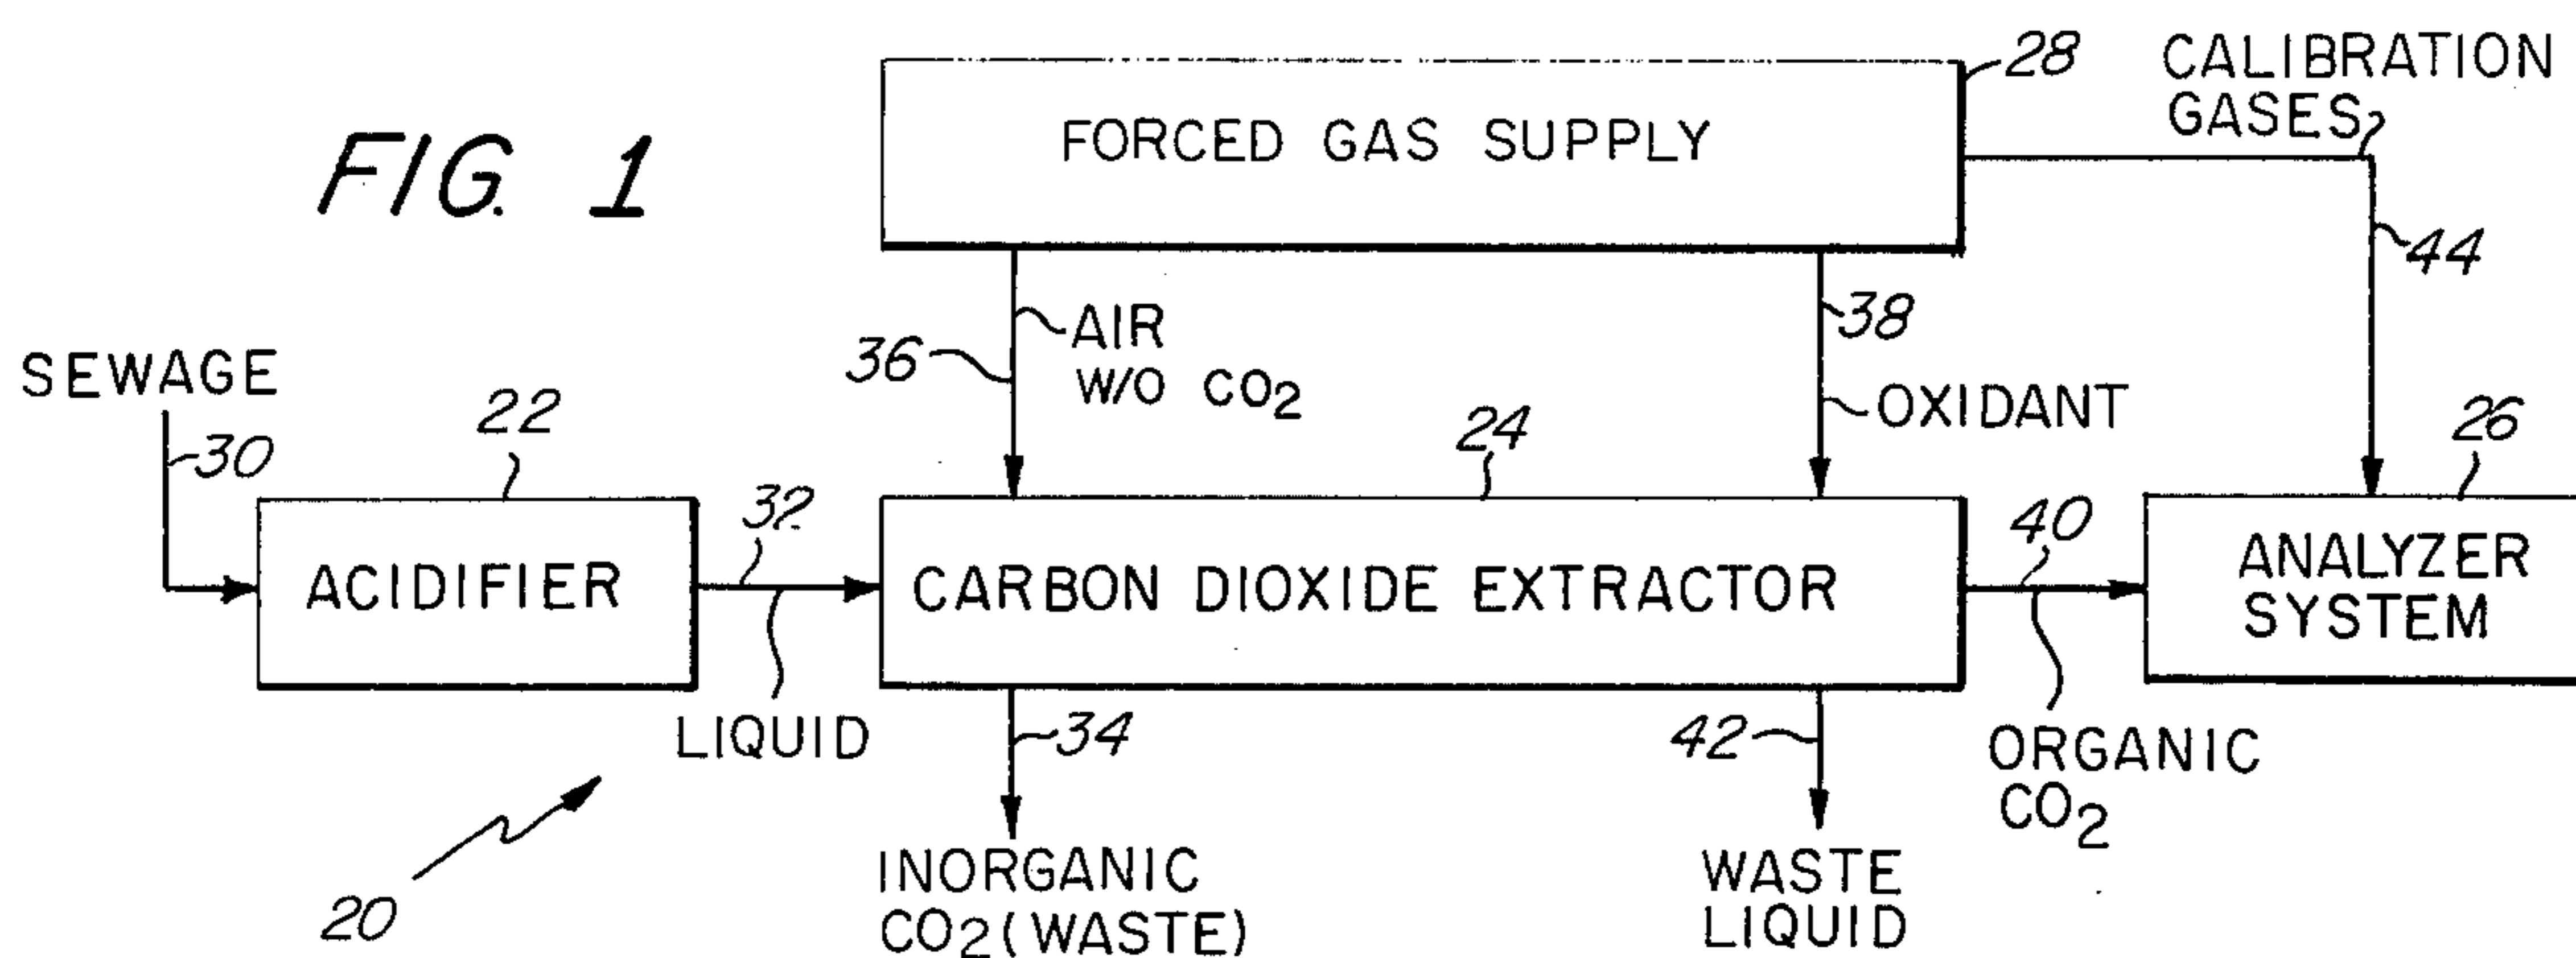 FIG. 1
FORCED GAS SUPPLY
28
CALIBRATION
GASES
44
36
AIR
W/O CO2
38
OXIDANT
SEWAGE
30
22
ACIDIFIER
32
LIQUID
24
CARBON DIOXIDE EXTRACTOR
40
ORGANIC
CO2
26
ANALYZER
SYSTEM
34
INORGANIC
CO2 (WASTE)
42
WASTE
LIQUID
20